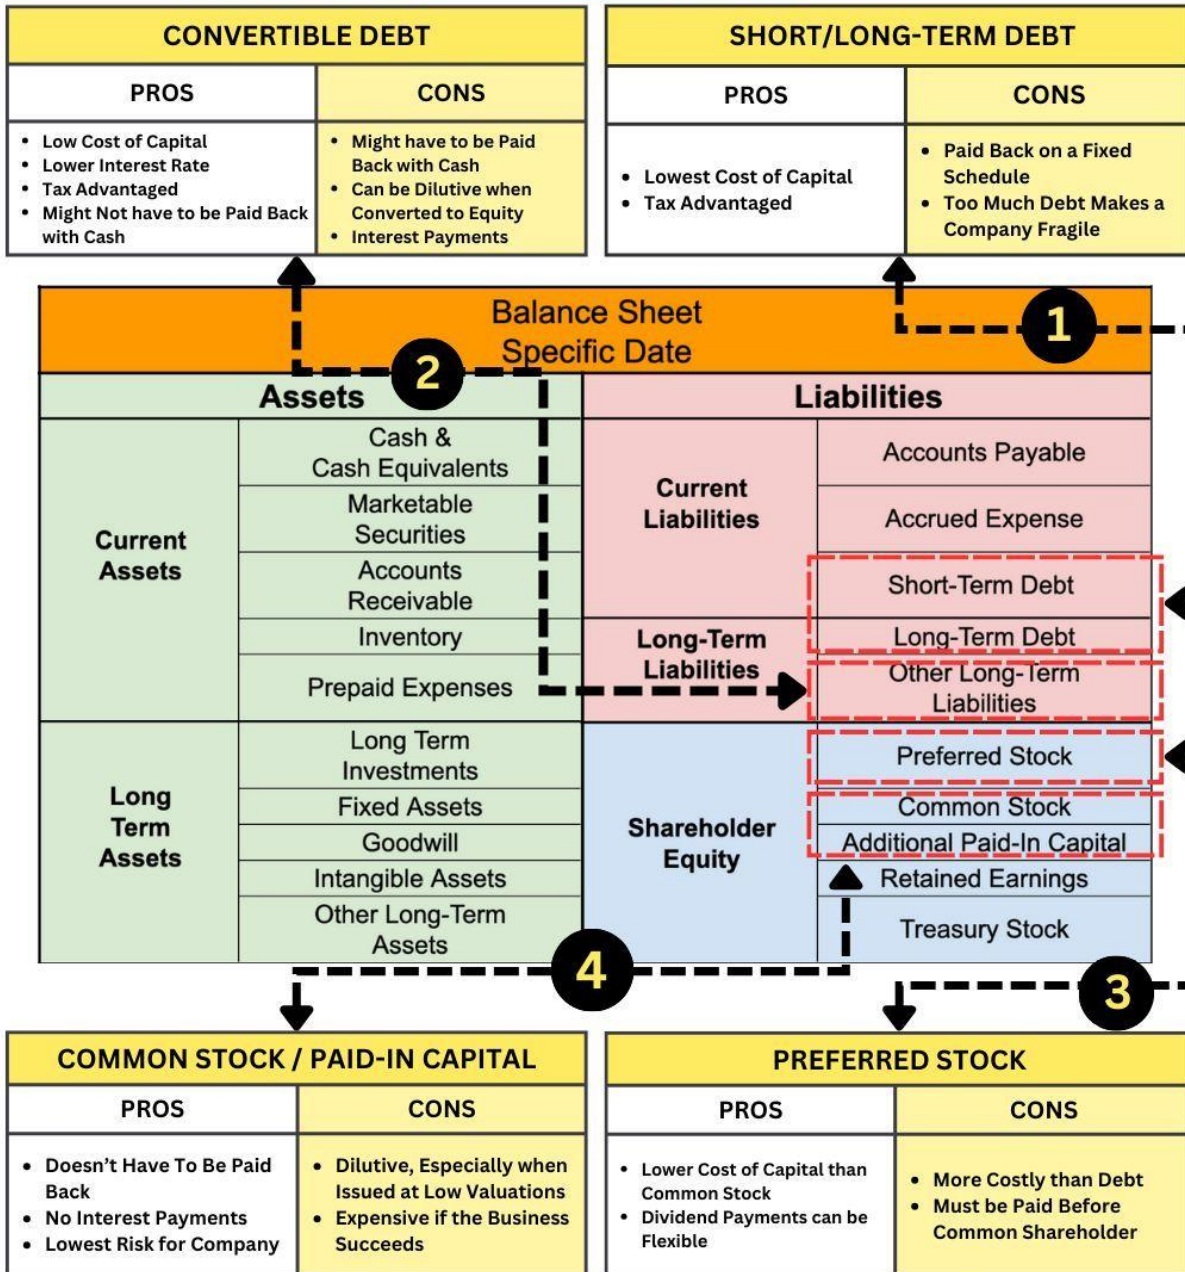 CONVERTIBLE DEBT
PROS
CONS
• Low Cost of Capital
• Lower Interest Rate
• Tax Advantaged
• Might Not have to be Paid Back
with Cash
• Might have to be Paid
Back with Cash
• Can be Dilutive when
Converted to Equity
• Interest Payments
SHORT/LONG-TERM DEBT
PROS
CONS
• Lowest Cost of Capital
• Tax Advantaged
• Paid Back on a Fixed
Schedule
• Too Much Debt Makes a
Company Fragile
1
2
Balance Sheet
Specific Date
Assets
Current
Assets
Cash &
Cash Equivalents
Marketable
Securities
Accounts
Receivable
Inventory
Prepaid Expenses
Long
Term
Assets
Long Term
Investments
Fixed Assets
Goodwill
Intangible Assets
Other Long-Term
Assets
Liabilities
Current
Liabilities
Accounts Payable
Accrued Expense
Short-Term Debt
Long-Term
Liabilities
Long-Term Debt
Other Long-Term
Liabilities
Shareholder
Equity
Preferred Stock
Common Stock
Additional Paid-In Capital
Retained Earnings
Treasury Stock
4
3
COMMON STOCK / PAID-IN CAPITAL
PROS
CONS
• Doesn’t Have To Be Paid
Back
• No Interest Payments
• Lowest Risk for Company
• Dilutive, Especially when
Issued at Low Valuations
• Expensive if the Business
Succeeds
PREFERRED STOCK
PROS
CONS
• Lower Cost of Capital than
Common Stock
• Dividend Payments can be
Flexible
• More Costly than Debt
• Must be Paid Before
Common Shareholder